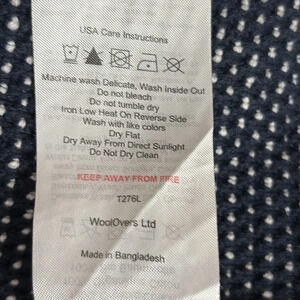 USA Care Instructions
Machine wash Delicate, Wash Inside Out
Do not bleach
Do not tumble dry
Iron Low Heat On Reverse Side
Wash with like colors
Dry Flat
Dry Away From Direct Sunlight
Do Not Dry Clean
KEEP AWAY FROM FIRE
T276L
WoolOvers Ltd
Made in Bangladesh